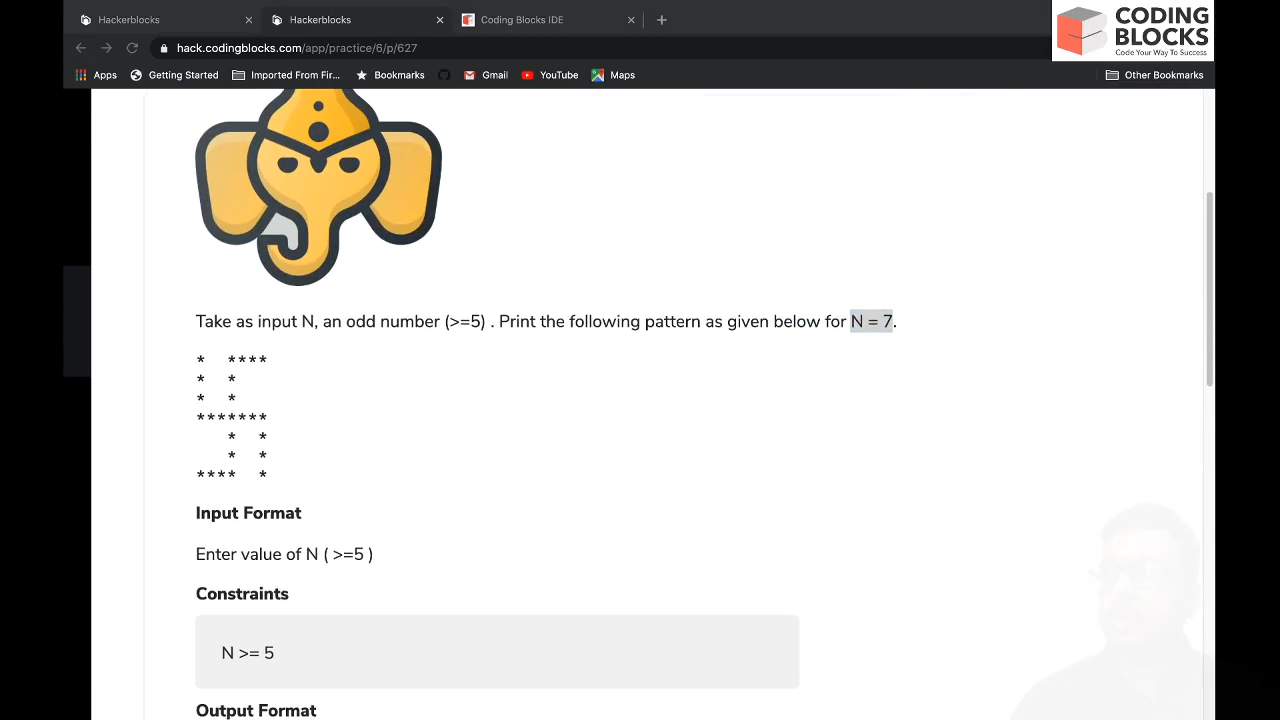 Hackerblocks
Hackerblocks
Coding Blocks IDE
hack.codingblocks.com/app/practice/6/p/627
CODING
BLOCKS
Code Your Way To Success
Apps
Getting Started
Imported From Fir...
Bookmarks
Gmail
YouTube
Maps
Other Bookmarks
Take as input N, an odd number (>=5) . Print the following pattern as given below for N = 7.
*  ****
*  *
*  *
*******
   *  *
   *  *
****  *
Input Format
Enter value of N ( >=5 )
Constraints
N >= 5
Output Format